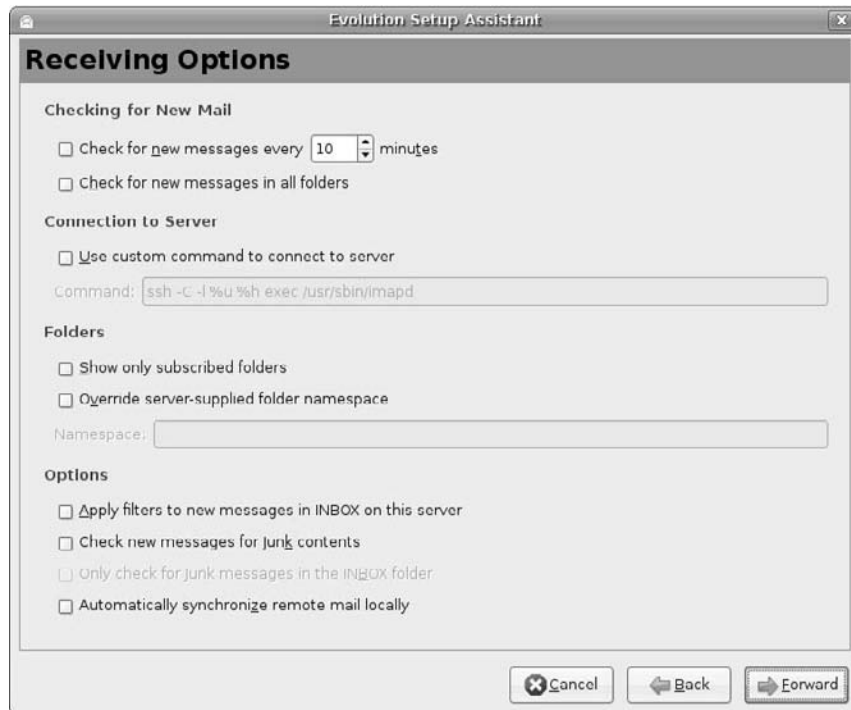 Evolution Setup Assistant
Receiving Options
Checking for New Mail
Check for new messages every 10 minutes
Check for new messages in all folders
Connection to Server
Use custom command to connect to server
Command: ssh -C -l %u %h exec /usr/sbin/imapd
Folders
Show only subscribed folders
Override server-supplied folder namespace
Namespace:
Options
Apply filters to new messages in INBOX on this server
Check new messages for Junk contents
Only check for Junk messages in the INBOX folder
Automatically synchronize remote mail locally
Cancel Back Forward